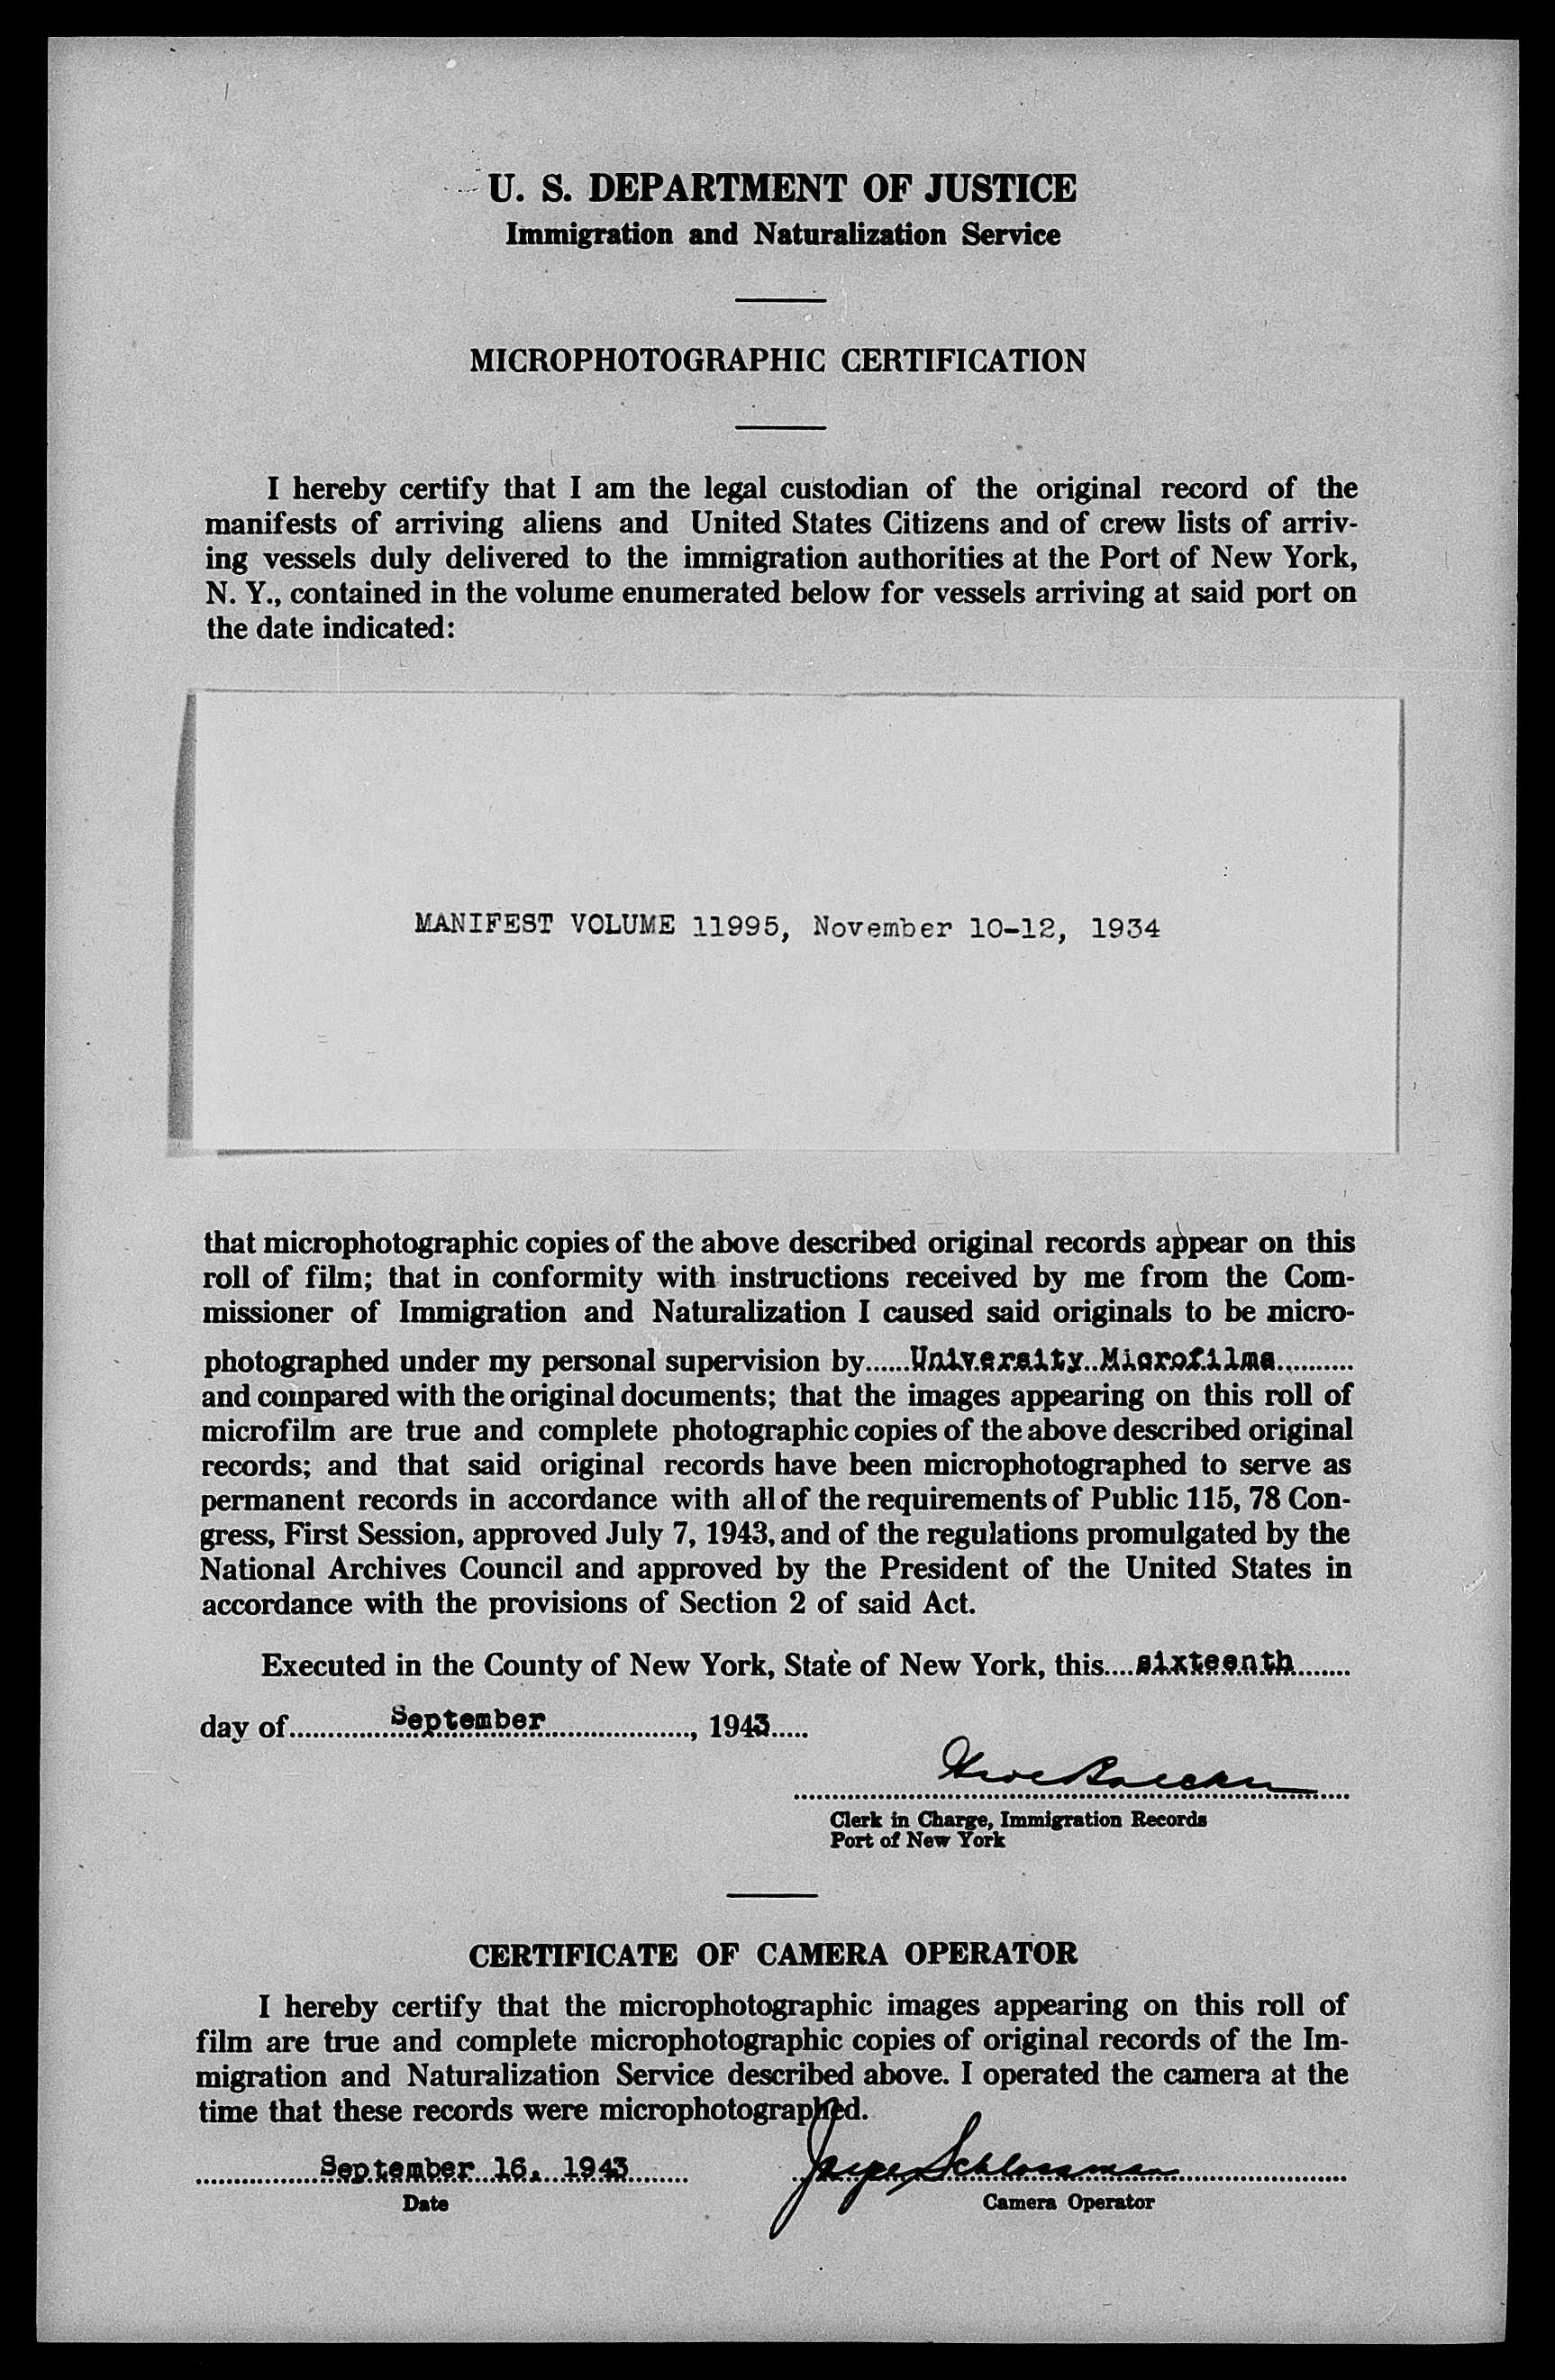 U. S. DEPARTMENT OF JUSTICE
Immigration and Naturalization Service
MICROPHOTOGRAPHIC CERTIFICATION
I hereby certify that I am the legal custodian of the original record of the
manifests of arriving aliens and United States Citizens and of crew lists of arriv-
ing vessels duly delivered to the immigration authorities at the Port of New York,
N. Y., contained in the volume enumerated below for vessels arriving at said port on
the date indicated:
MANIFEST VOLUME 11995, November 10-12, 1934
that microphotographic copies of the above described original records appear on this
roll of film; that in conformity with instructions received by me from the Com-
missioner of Immigration and Naturalization I caused said originals to be micro-
photographed under my personal supervision by......University Microfilms..........
and compared with the original documents; that the images appearing on this roll of
microfilm are true and complete photographic copies of the above described original
records; and that said original records have been microphotographed to serve as
permanent records in accordance with all of the requirements of Public 115, 78 Con-
gress, First Session, approved July 7, 1943, and of the regulations promulgated by the
National Archives Council and approved by the President of the United States in
accordance with the provisions of Section 2 of said Act.
Executed in the County of New York, State of New York, this....sixteenth.......
day of.............September..................., 1943.....
Clerk in Charge, Immigration Records
Port of New York
CERTIFICATE OF CAMERA OPERATOR
I hereby certify that the microphotographic images appearing on this roll of
film are true and complete microphotographic copies of original records of the Im-
migration and Naturalization Service described above. I operated the camera at the
time that these records were microphotographed.
September 16, 1943 Schlossman
Date Camera Operator